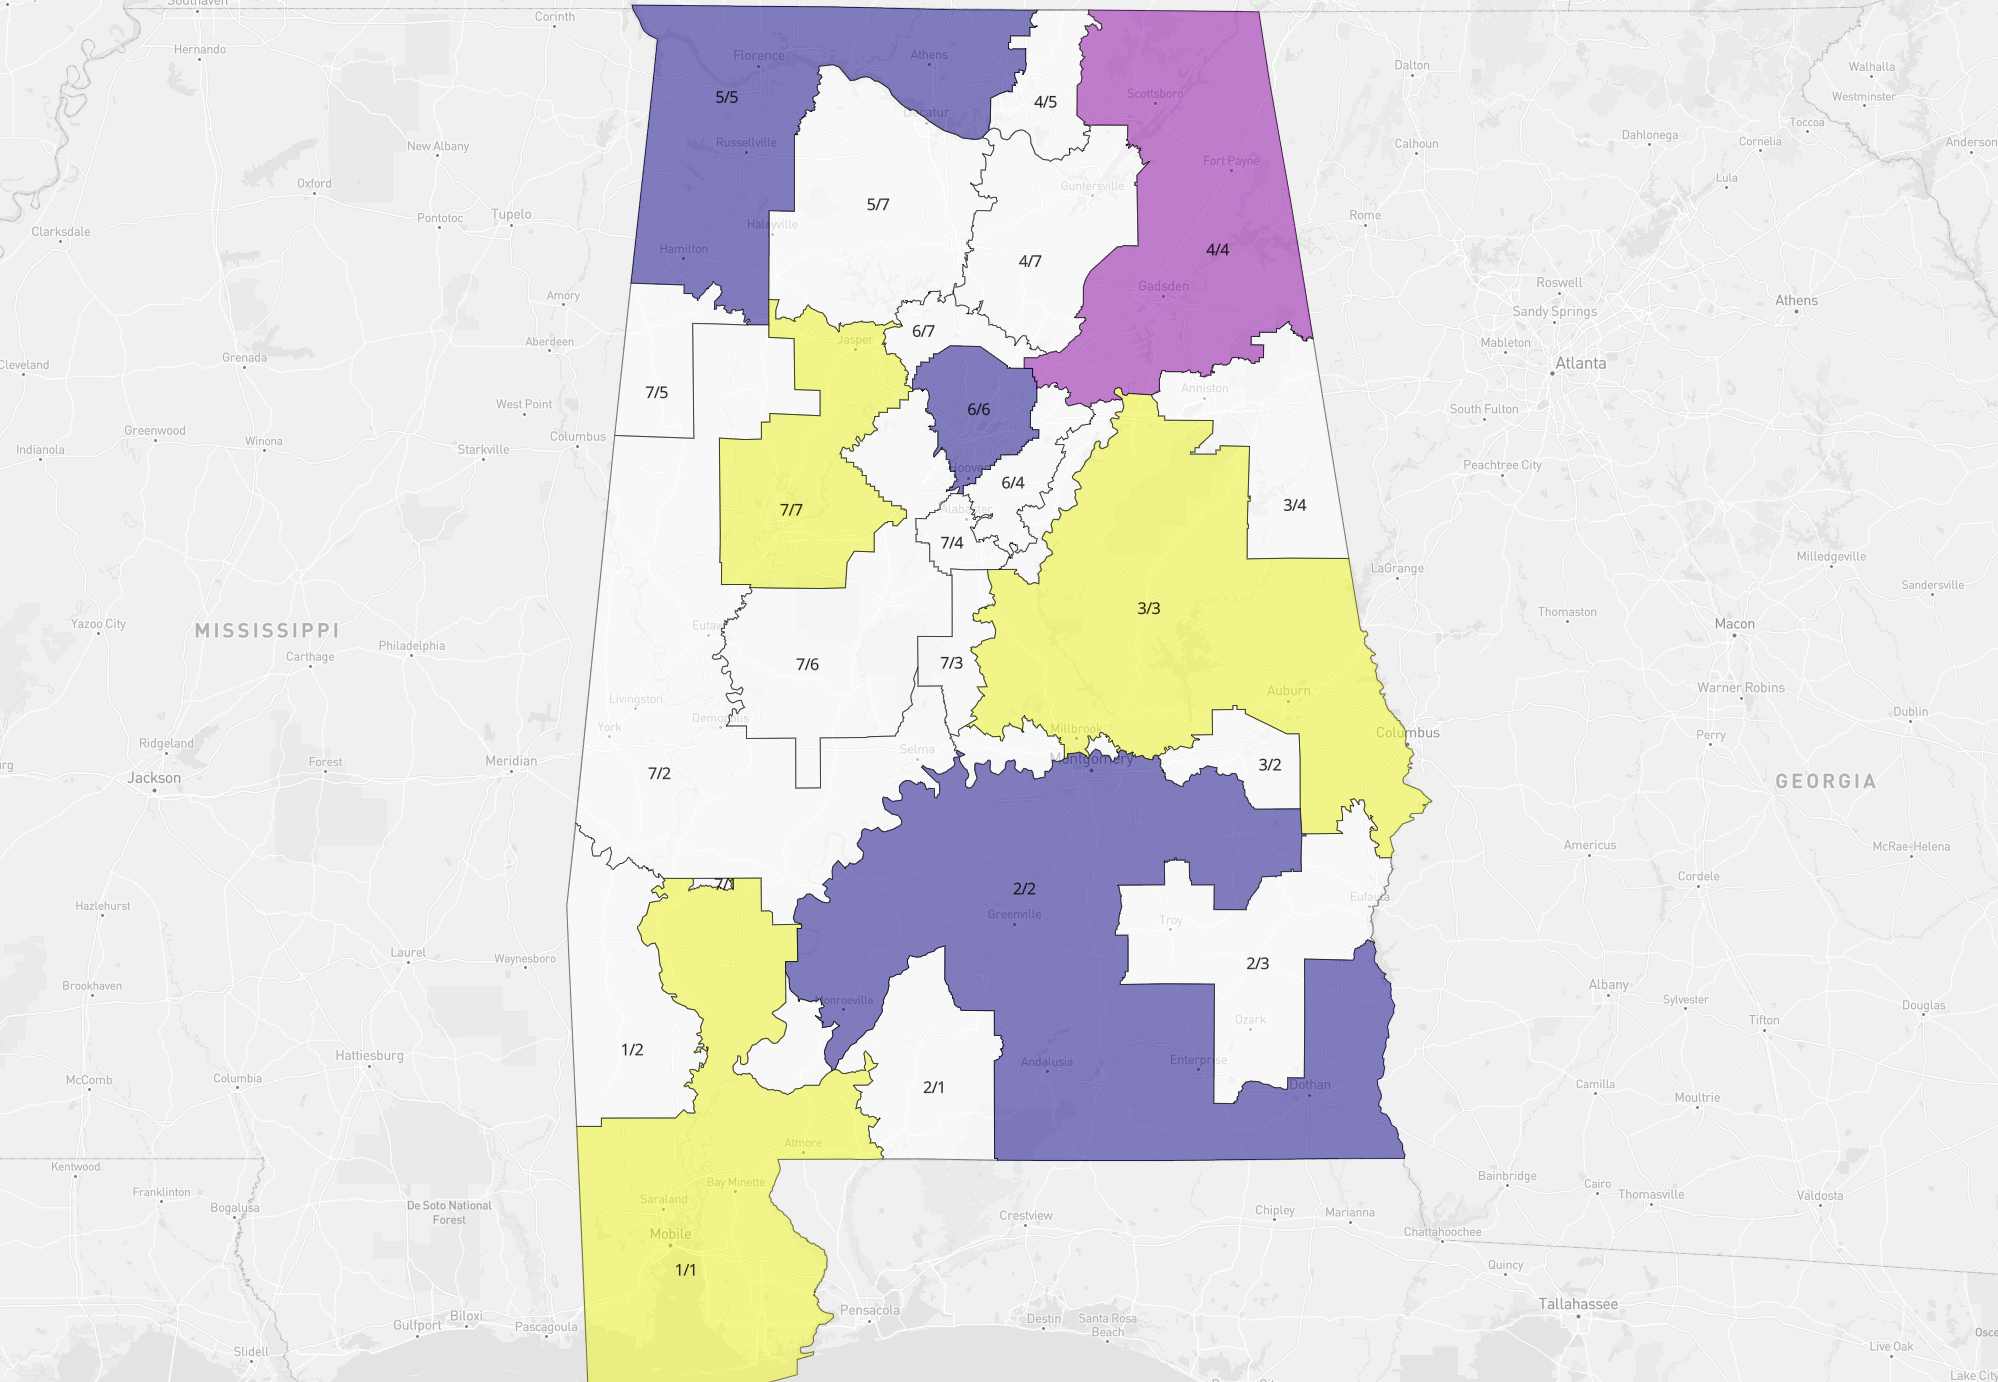 Southaven
Corinth
Hernando
Florence
Athens
Dalton
Walhalla
5/5
4/5
Scottsboro
Westminster
Decatur
Toccoa
New Albany
Russellville
Dahlonega
Cornelia
Anderson
Calhoun
Fort Payne
Oxford
Guntersville
Lula
5/7
Pontotoc
Tupelo
Rome
Clarksdale
Haleyville
Hamilton
4/4
4/7
Gadsden
Roswell
Amory
Athens
Sandy Springs
6/7
Aberdeen
Jasper
Mableton
Grenada
Cleveland
Atlanta
7/5
Anniston
West Point
6/6
South Fulton
Greenwood
Winona
Columbus
Indianola
Starkville
Peachtree City
Hoover
6/4
3/4
7/7
Alabaster
7/4
Milledgeville
LaGrange
Sandersville
3/3
Thomaston
Yazoo City
MISSISSIPPI
Eutaw
Macon
Philadelphia
Carthage
7/6
7/3
Auburn
Warner Robins
Livingston
Dublin
Demopolis
York
Millbrook
Columbus
Ridgeland
Selma
Perry
Forest
Meridian
Montgomery
3/2
7/2
Jackson
GEORGIA
Americus
McRae-Helena
Cordele
2/2
Eufaula
Hazlehurst
Greenville
Troy
Laurel
Waynesboro
2/3
Brookhaven
Albany
Monroeville
Sylvester
Douglas
Ozark
Tifton
1/2
Hattiesburg
Andalusia
Enterprise
McComb
Columbia
2/1
Dothan
Camilla
Moultrie
Atmore
Kentwood
Bainbridge
Bay Minette
Cairo
Franklinton
Saraland
Thomasville
Valdosta
De Soto National
Forest
Bogalusa
Crestview
Chipley
Marianna
Mobile
Chattahoochee
Quincy
1/1
Tallahassee
Biloxi
Pensacola
Gulfport
Pascagoula
Destin
Santa Rosa
Beach
Live Oak
Slidell
Lake City